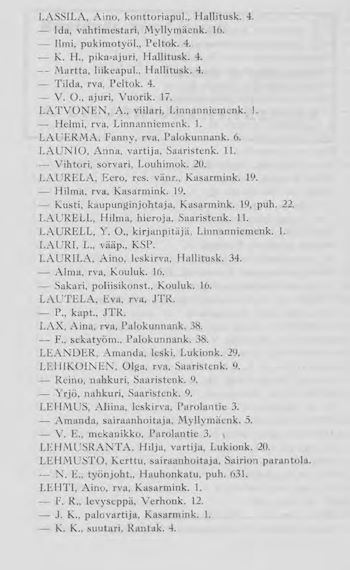 LASSILA, Aino, konttoriapul., Hallitusk. 4.
— Ida, vahtimestari, Myllymäenk. 16.
— Ilmi, pukimotyöl., Peltok. 4.
— K. H., pika-ajuri, Hallitusk. 4.
— Martta, liikeapul., Hallitusk. 4.
— Tilda, rva, Peltok. 4.
— V. O., ajuri, Vuorik. 17.
LATVONEN, A., viilari, Linnanniemenk. 1.
— Helmi, rva, Linnanniemenk. 1.
LAUERMA, Fanny, rva, Palokunnank. 6.
LAUNIO, Anna, vartija, Saaristenk. 11.
— Vihtori, sorvari, Louhimok. 20.
LAURELA, Eero, res. vänr., Kasarmink. 19.
— Hilma, rva, Kasarmink. 19.
— Kusti, kaupunginjohtaja, Kasarmink. 19, puh. 22.
LAURELL, Hilma, hieroja, Saaristenk. 11.
LAURELL, Y. O., kirjanpitäjä, Linnanniemenk. 1.
LAURI, L., vääp., KSP.
LAURILA, Aino, leskirva, Hallitusk. 34.
— Alma, rva, Kouluk. 16.
— Sakari, poliisikonst., Kouluk. 16.
LAUTELA, Eva, rva, JTR.
— P., kapt., JTR.
LAX, Aina, rva, Palokunnank. 38.
— F., sekatyöm., Palokunnank. 38.
LEANDER, Amanda, leski, Lukionk. 29.
LEHIKOINEN, Olga, rva, Saaristenk. 9.
— Reino, nahkuri, Saaristenk. 9.
— Yrjö, nahkuri, Saaristenk. 9.
LEHMUS, Aliina, leskirva, Parolantie 3.
— Amanda, sairaanhoitaja, Myllymäenk. 5.
— V. E., mekanikko, Parolantie 3.
LEHMUSRANTA, Hilja, vartija, Lukionk. 20.
LEHMUSTO, Kerttu, sairaanhoitaja, Sairion parantola.
— N. E., työnjoht., Hauhonkatu, puh. 631.
LEHTI, Aino, rva, Kasarmink. 1.
— F. R., levyseppä, Verhonk. 12.
— J. K., palovartija, Kasarmink. 1.
— K. K., suutari, Rantak. 4.